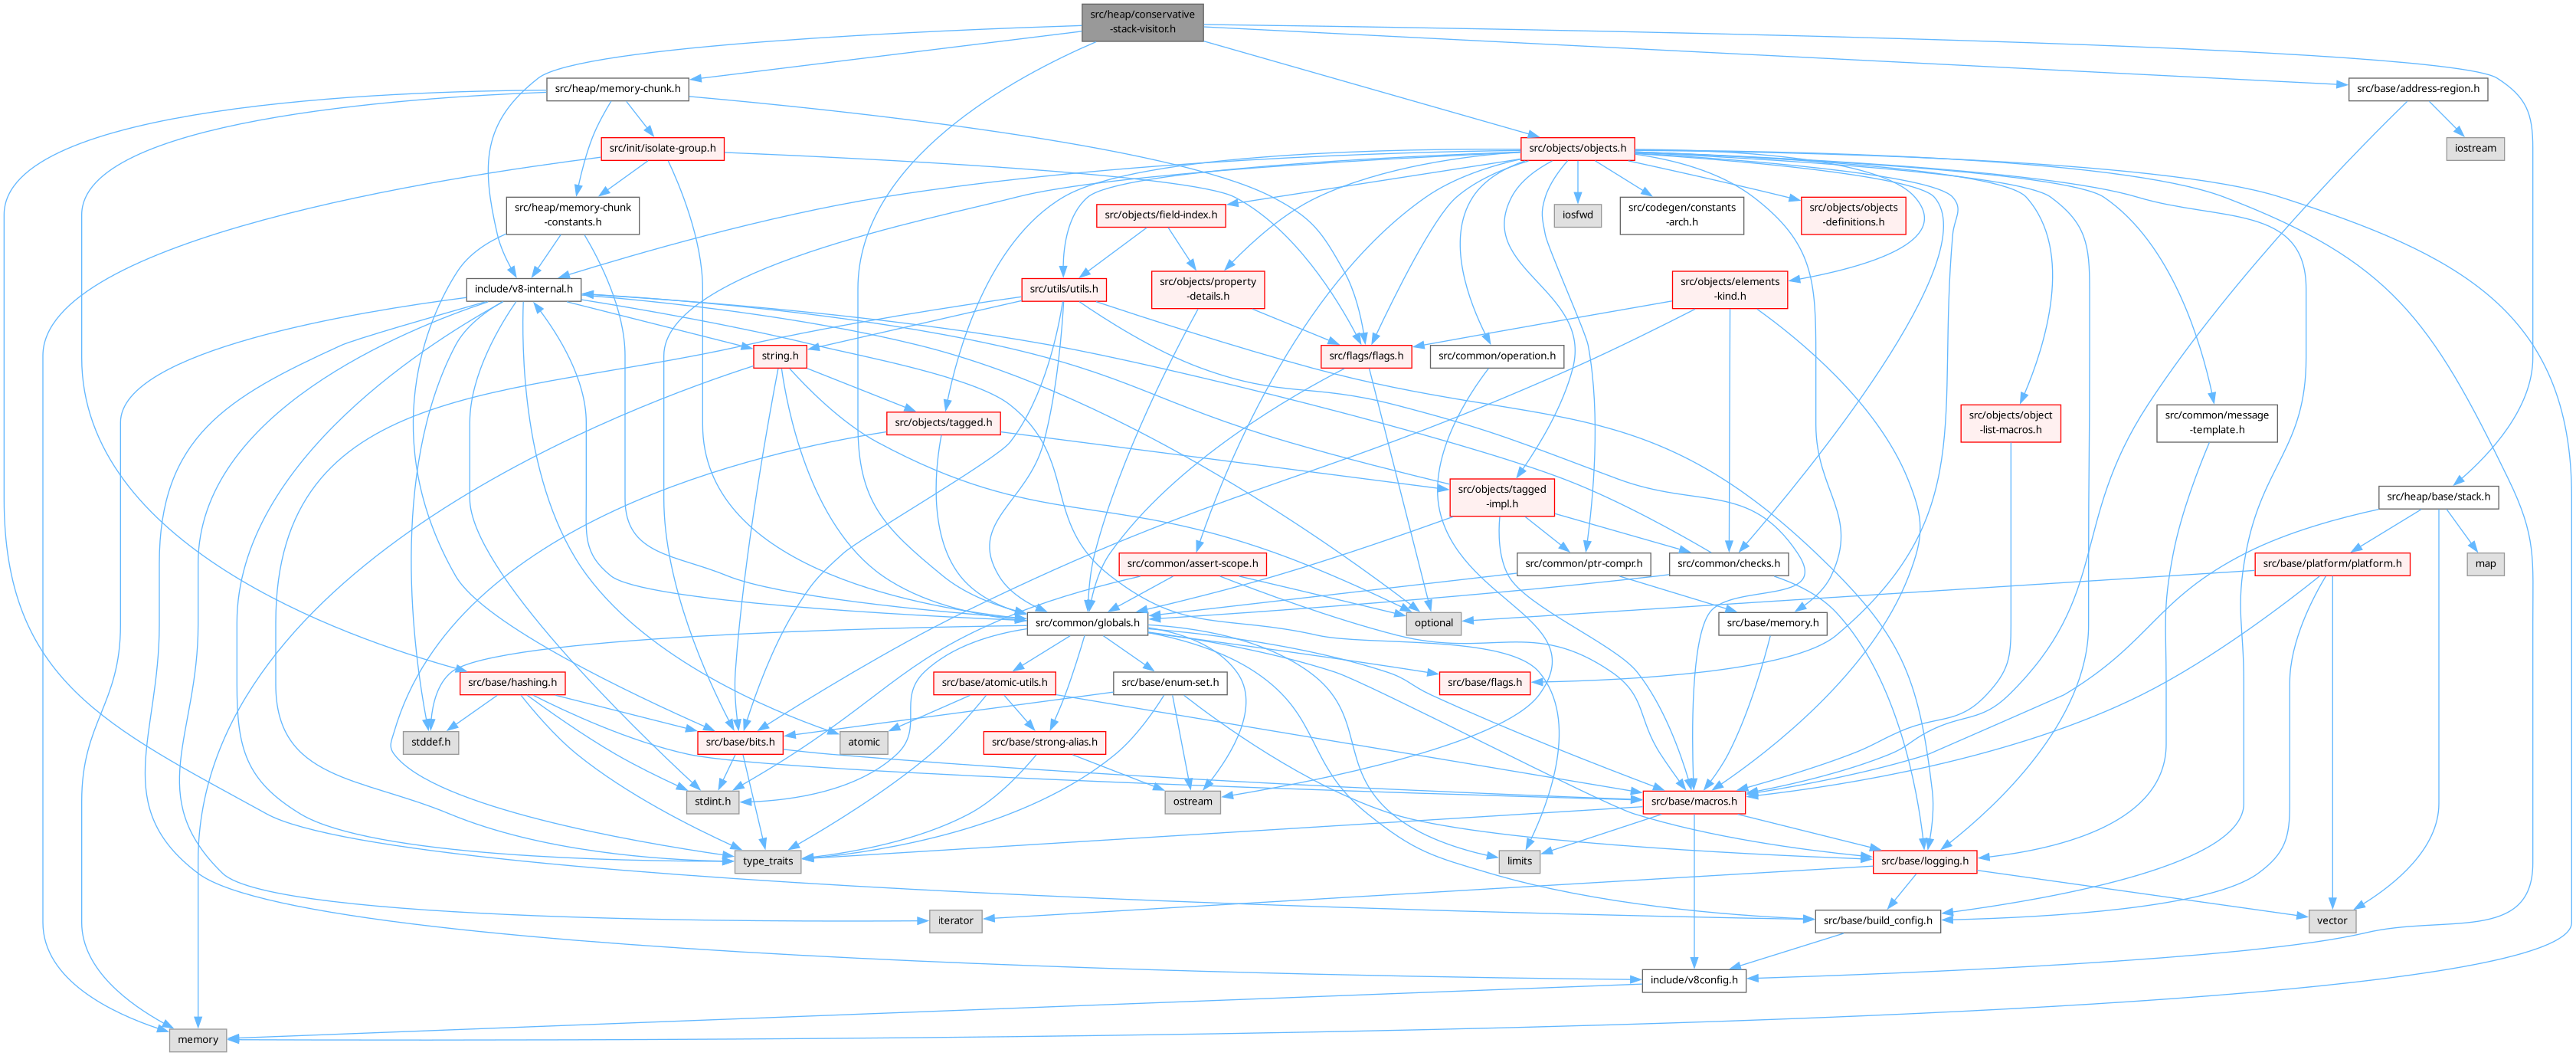 src/heap/conservative
-stack-visitor.h
src/heap/memory-chunk.h
src/base/address-region.h
src/init/isolate-group.h
src/objects/objects.h
iostream
src/heap/memory-chunk
-constants.h
src/objects/field-index.h
iosfwd
src/codegen/constants
-arch.h
src/objects/objects
-definitions.h
include/v8-internal.h
src/utils/utils.h
src/objects/property
-details.h
src/objects/elements
-kind.h
string.h
src/flags/flags.h
src/common/operation.h
src/objects/tagged.h
src/objects/object
-list-macros.h
src/common/message
-template.h
src/objects/tagged
-impl.h
src/heap/base/stack.h
src/common/assert-scope.h
src/common/ptr-compr.h
src/common/checks.h
src/base/platform/platform.h
map
src/common/globals.h
optional
src/base/memory.h
src/base/hashing.h
src/base/atomic-utils.h
src/base/enum-set.h
src/base/flags.h
stddef.h
src/base/bits.h
atomic
src/base/strong-alias.h
stdint.h
ostream
src/base/macros.h
type_traits
limits
src/base/logging.h
iterator
src/base/build_config.h
vector
include/v8config.h
memory